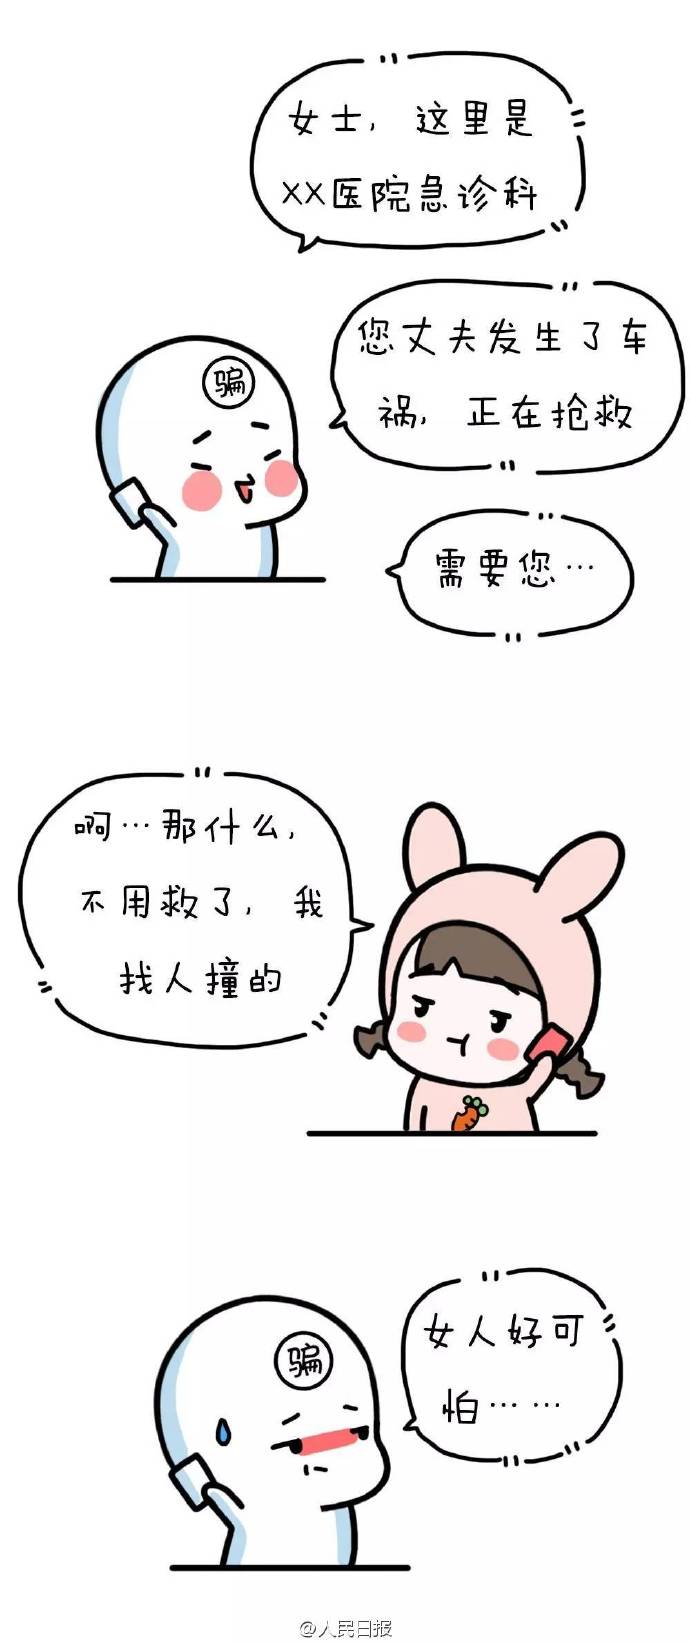 女士，这里是
XX医院急诊科
您丈夫发生了车
祸，正在抢救
骗
需要您…
啊…那什么，
不用救了，我
找人撞的
女人好可
怕……
骗
@人民日报